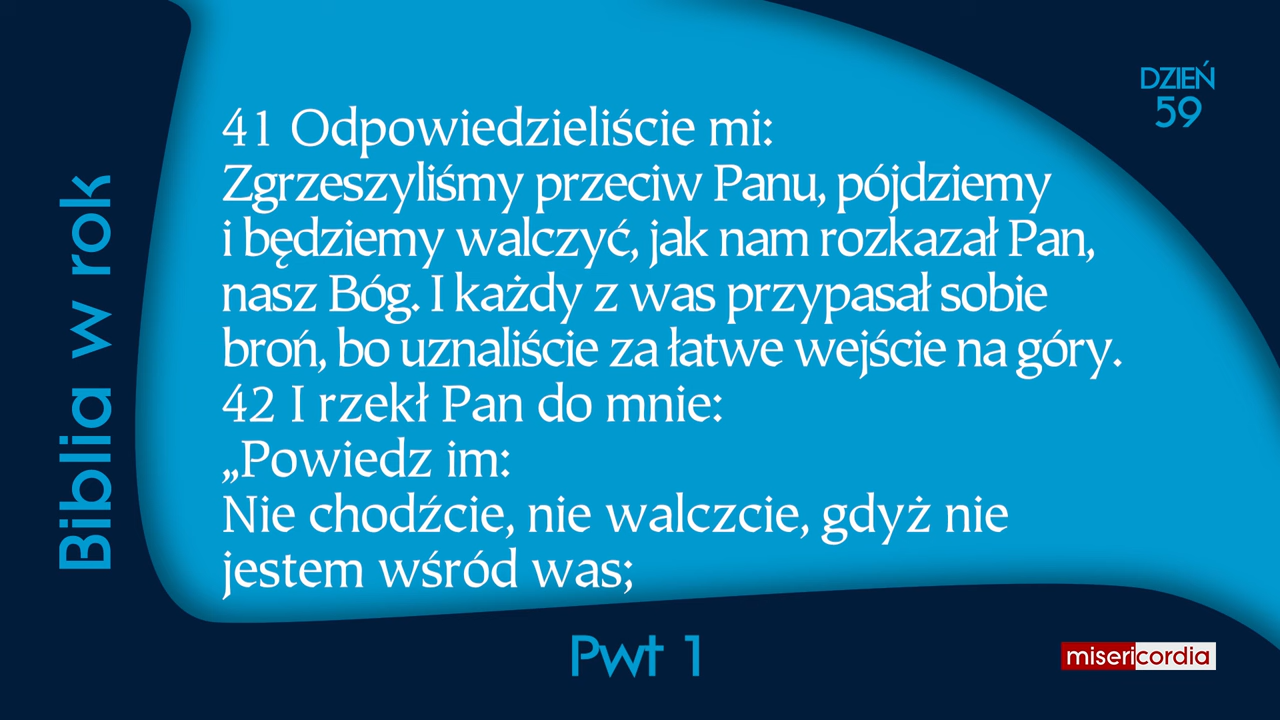 DZIEŃ
59
41 Odpowiedzieliście mi:
Zgrzeszyliśmy przeciw Panu, pójdziemy
i będziemy walczyć, jak nam rozkazał Pan,
nasz Bóg. I każdy z was przypasał sobie
broń, bo uznaliście za łatwe wejście na góry.
42 I rzekł Pan do mnie:
„Powiedz im:
Nie chodźcie, nie walczcie, gdyż nie
jestem wśród was;
Biblia w rok
Pwt 1
misericordia